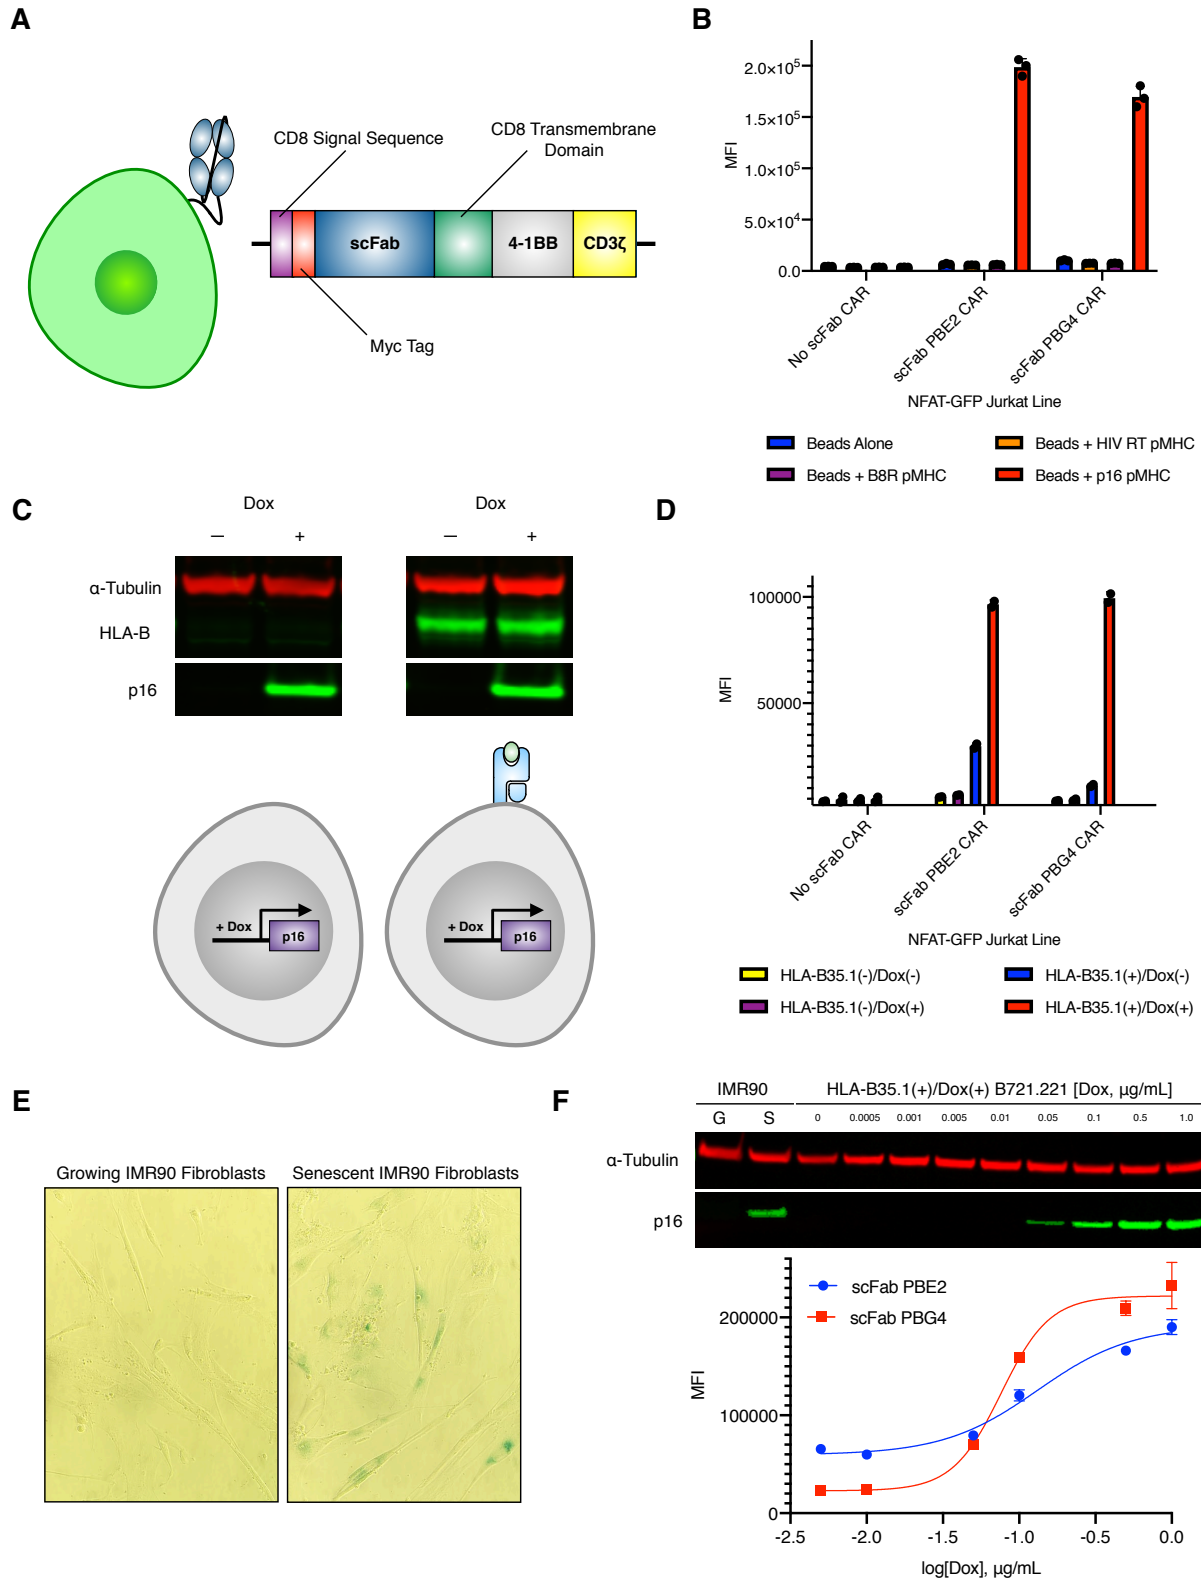 A
CD8 Signal Sequence
CD8 Transmembrane
Domain
scFab
4-1BB
CD3ζ
Myc Tag
B
MFI
2.0×10⁵
1.5×10⁵
1.0×10⁵
5.0×10⁴
0.0
No scFab CAR
scFab PBE2 CAR
scFab PBG4 CAR
NFAT-GFP Jurkat Line
Beads Alone
Beads + HIV RT pMHC
Beads + B8R pMHC
Beads + p16 pMHC
C
Dox
Dox
— +
— +
α-Tubulin
HLA-B
p16
+ Dox
p16
+ Dox
p16
D
MFI
100000
50000
No scFab CAR
scFab PBE2 CAR
scFab PBG4 CAR
NFAT-GFP Jurkat Line
HLA-B35.1(-)/Dox(-)
HLA-B35.1(+)/Dox(-)
HLA-B35.1(-)/Dox(+)
HLA-B35.1(+)/Dox(+)
E
Growing IMR90 Fibroblasts
Senescent IMR90 Fibroblasts
F
IMR90
HLA-B35.1(+)/Dox(+) B721.221 [Dox, μg/mL]
G S 0 0.0005 0.001 0.005 0.01 0.05 0.1 0.5 1.0
α-Tubulin
p16
scFab PBE2
scFab PBG4
MFI
200000
100000
0
-2.5 -2.0 -1.5 -1.0 -0.5 0.0
log[Dox], μg/mL